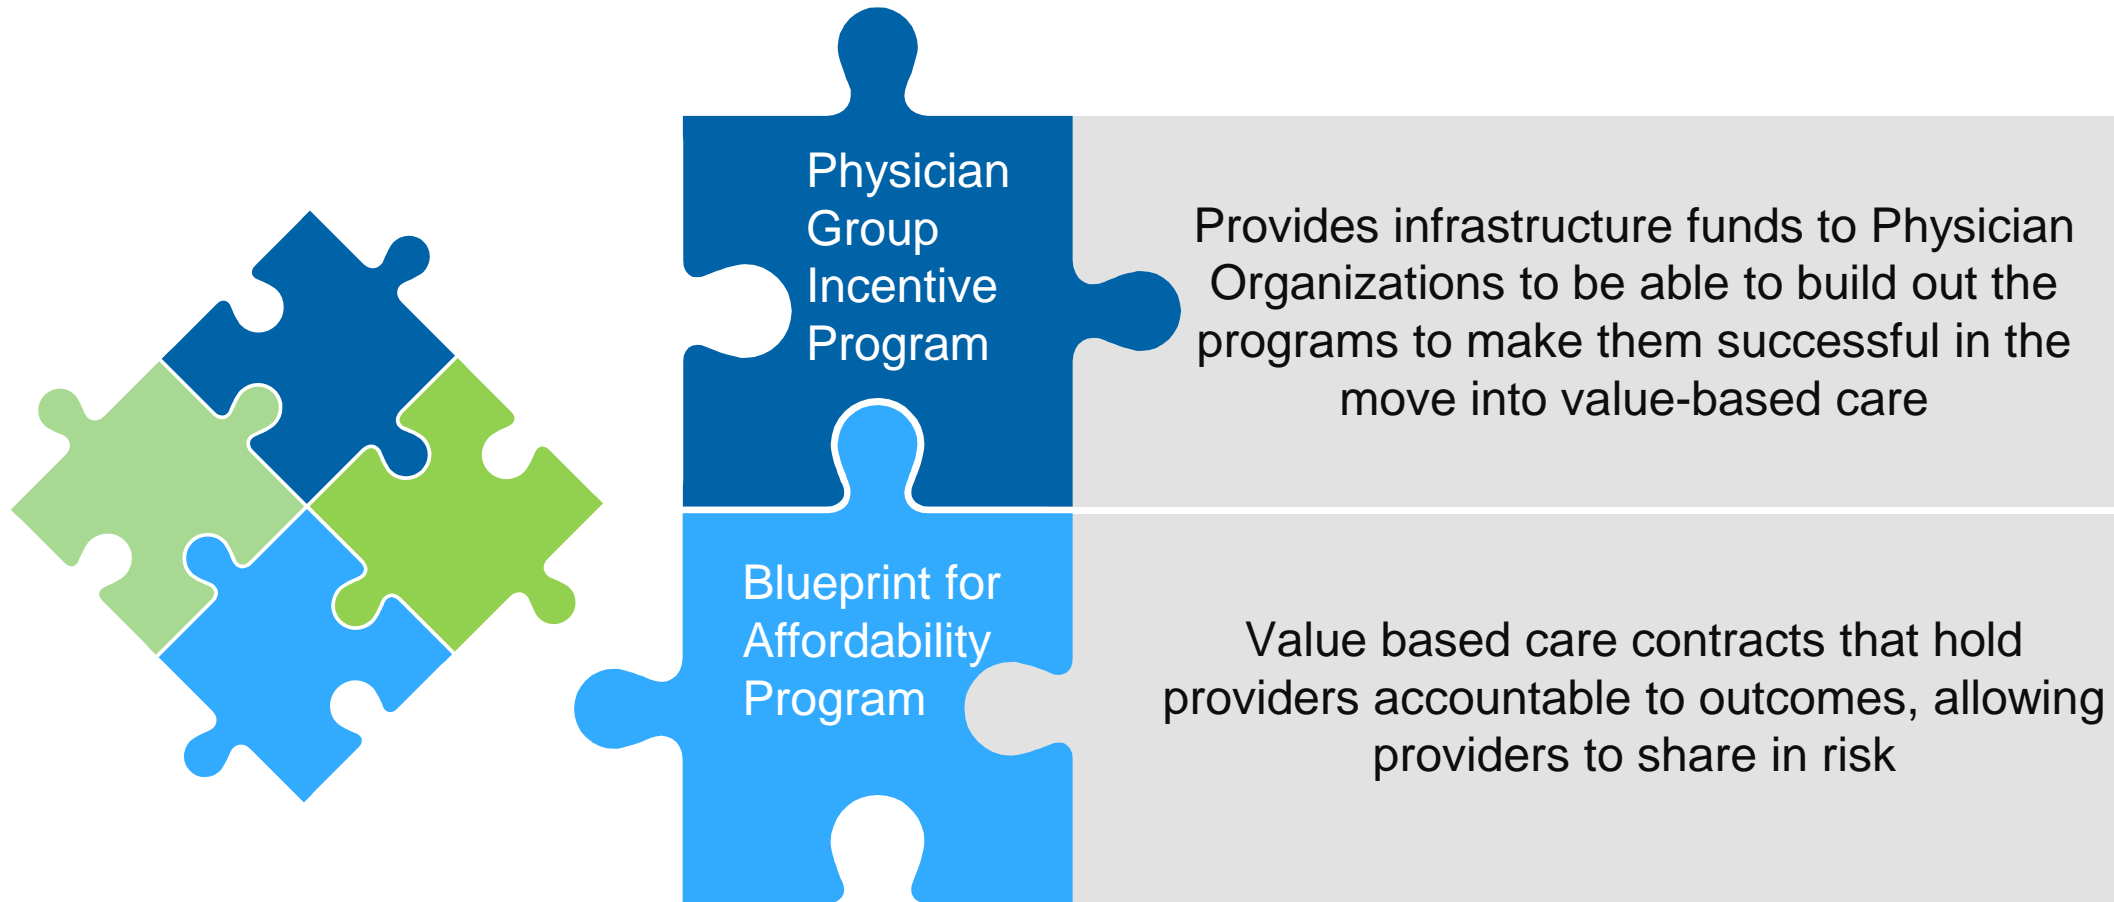 Physician
Group
Incentive
Program
Provides infrastructure funds to Physician
Organizations to be able to build out the
programs to make them successful in the
move into value-based care
Blueprint for
Affordability
Program
Value based care contracts that hold
providers accountable to outcomes, allowing
providers to share in risk